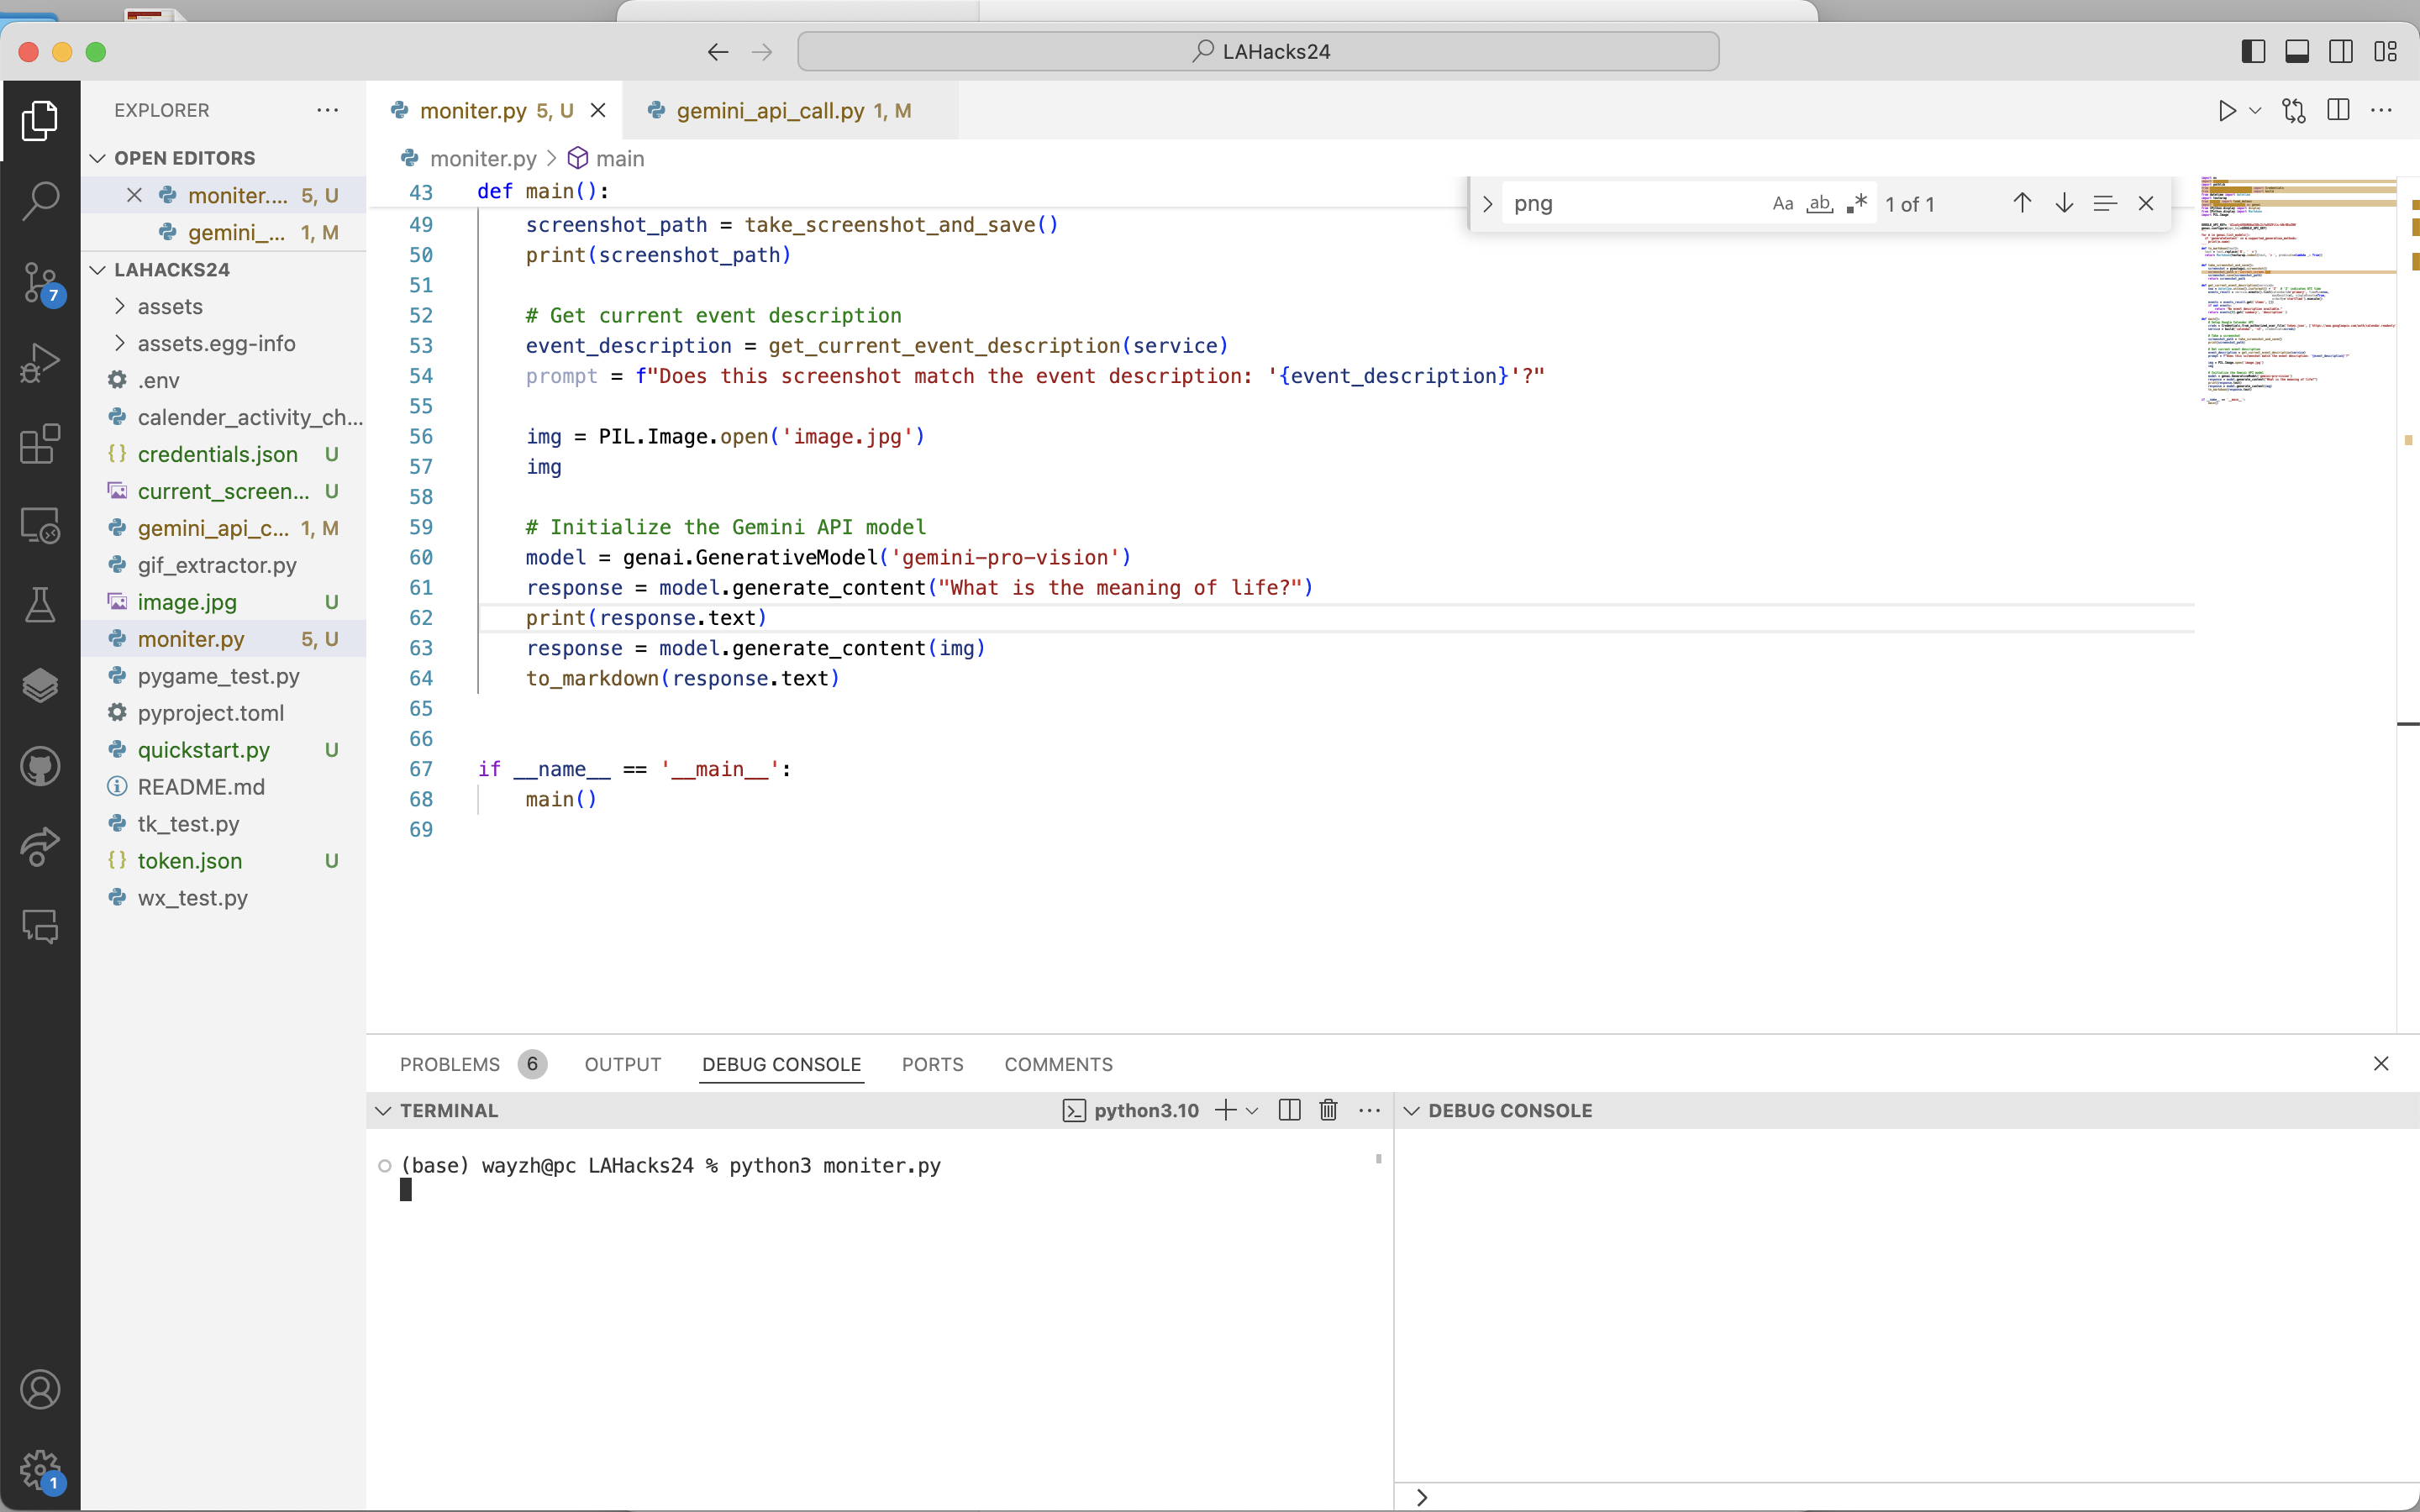 LAHacks24
EXPLORER
OPEN EDITORS
moniter.... 5, U
gemini_... 1, M
LAHACKS24
assets
assets.egg-info
.env
calender_activity_ch...
credentials.json U
current_screen... U
gemini_api_c... 1, M
gif_extractor.py
image.jpg U
moniter.py 5, U
pygame_test.py
pyproject.toml
quickstart.py U
README.md
tk_test.py
token.json U
wx_test.py
7
1
moniter.py 5, U
gemini_api_call.py 1, M
moniter.py > main
png Aa ab 1 of 1
43 def main():
49 screenshot_path = take_screenshot_and_save()
50 print(screenshot_path)
51
52 # Get current event description
53 event_description = get_current_event_description(service)
54 prompt = f"Does this screenshot match the event description: '{event_description}'?"
55
56 img = PIL.Image.open('image.jpg')
57 img
58
59 # Initialize the Gemini API model
60 model = genai.GenerativeModel('gemini-pro-vision')
61 response = model.generate_content("What is the meaning of life?")
62 print(response.text)
63 response = model.generate_content(img)
64 to_markdown(response.text)
65
66
67 if __name__ == '__main__':
68 main()
69
PROBLEMS 6 OUTPUT DEBUG CONSOLE PORTS COMMENTS
TERMINAL python3.10
(base) wayzh@pc LAHacks24 % python3 moniter.py
DEBUG CONSOLE